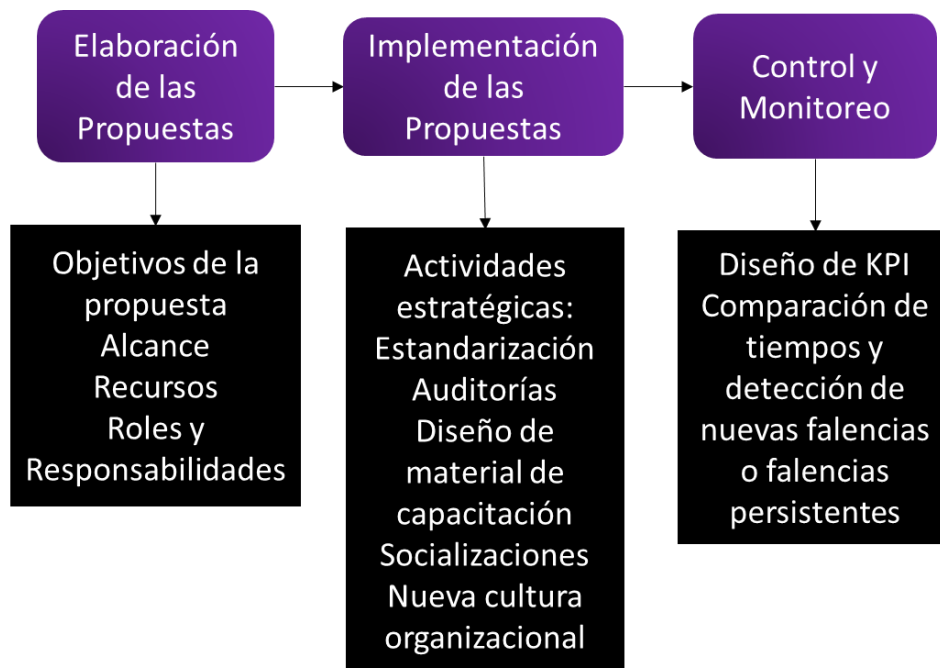 Elaboración
de las
Propuestas
Implementación
de las
Propuestas
Control y
Monitoreo
Objetivos de la
propuesta
Alcance
Recursos
Roles y
Responsabilidades
Actividades
estratégicas:
Estandarización
Auditorías
Diseño de
material de
capacitación
Socializaciones
Nueva cultura
organizacional
Diseño de KPI
Comparación de
tiempos y
detección de
nuevas falencias
o falencias
persistentes